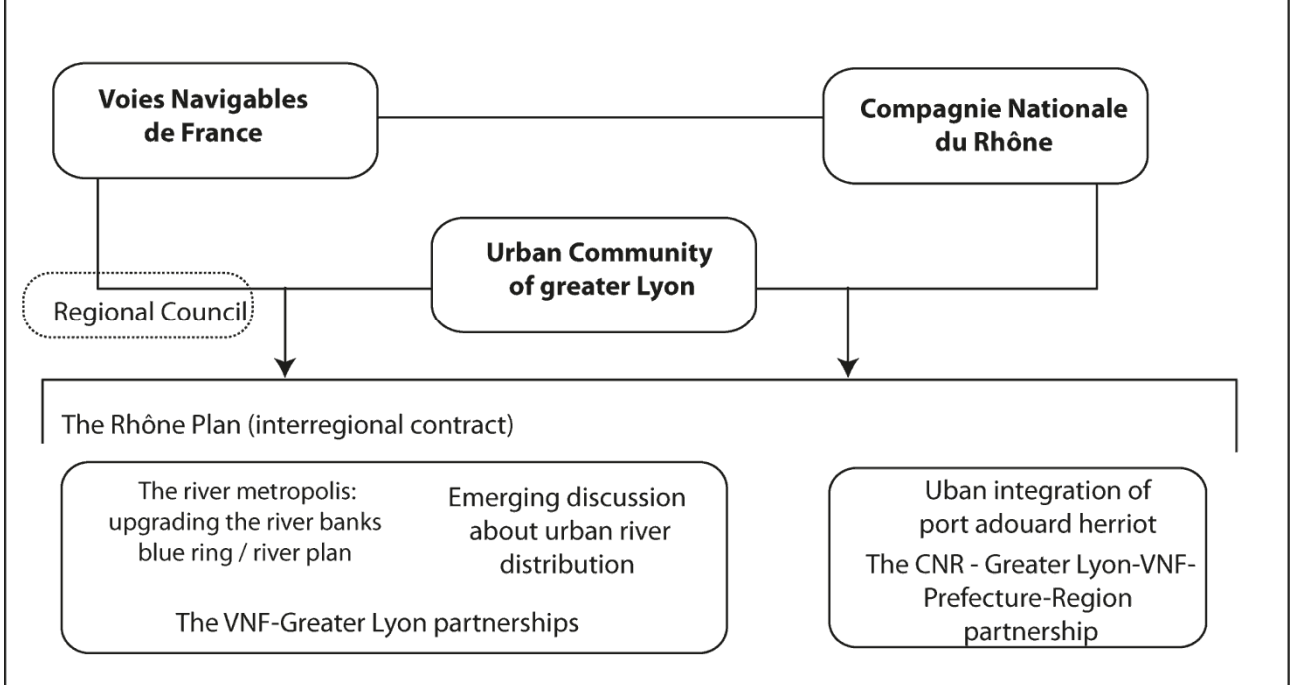 Voies Navigables
de France
Compagnie Nationale
du Rhône
Urban Community
of greater Lyon
Regional Council
The Rhône Plan (interregional contract)
The river metropolis:
upgrading the river banks
blue ring / river plan
Emerging discussion
about urban river
distribution
The VNF-Greater Lyon partnerships
Uban integration of
port adouard herriot
The CNR - Greater Lyon-VNF-
Prefecture-Region
partnership